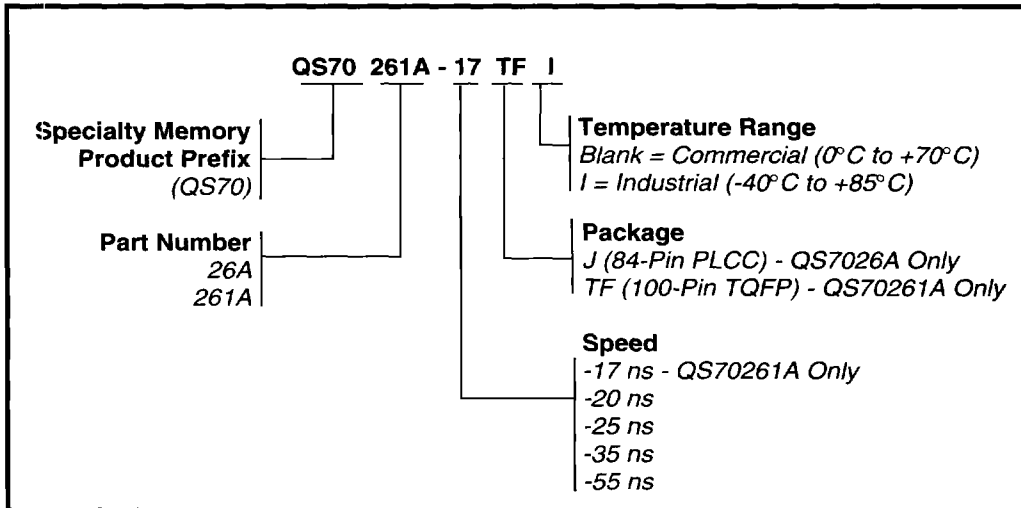 QS70 261A - 17 TF I
Specialty Memory
Product Prefix
(QS70)
Part Number
26A
261A
Temperature Range
Blank = Commercial (0°C to +70°C)
I = Industrial (-40°C to +85°C)
Package
J (84-Pin PLCC) - QS7026A Only
TF (100-Pin TQFP) - QS70261A Only
Speed
-17 ns - QS70261A Only
-20 ns
-25 ns
-35 ns
-55 ns